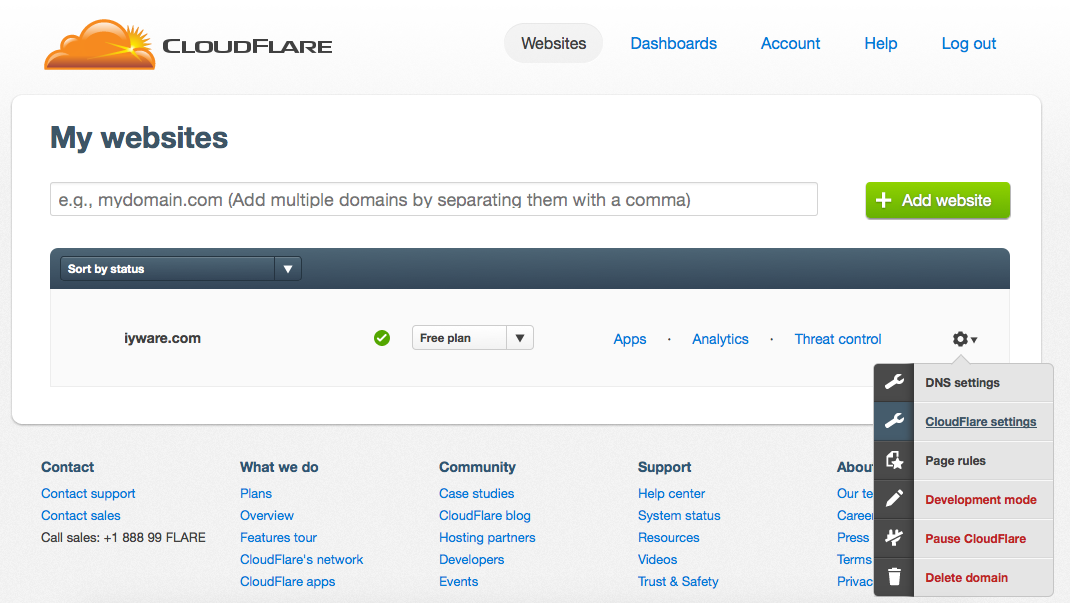 CLOUDFLARE
Websites Dashboards Account Help Log out
My websites
e.g., mydomain.com (Add multiple domains by separating them with a comma)
Add website
Sort by status
iyware.com Free plan Apps · Analytics · Threat control
DNS settings
CloudFlare settings
Page rules
Development mode
Pause CloudFlare
Delete domain
Contact
Contact support
Contact sales
Call sales: +1 888 99 FLARE
What we do
Plans
Overview
Features tour
CloudFlare's network
CloudFlare apps
Community
Case studies
CloudFlare blog
Hosting partners
Developers
Events
Support
Help center
System status
Resources
Videos
Trust & Safety
Our
Press
Terms